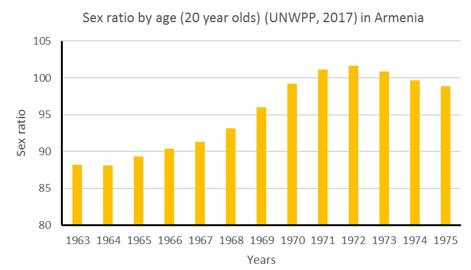 Sex ratio by age (20 year olds) (UNWPP, 2017) in Armenia
105
100
95
90
85
80
Sex ratio
1963 1964 1965 1966 1967 1968 1969 1970 1971 1972 1973 1974 1975
Years